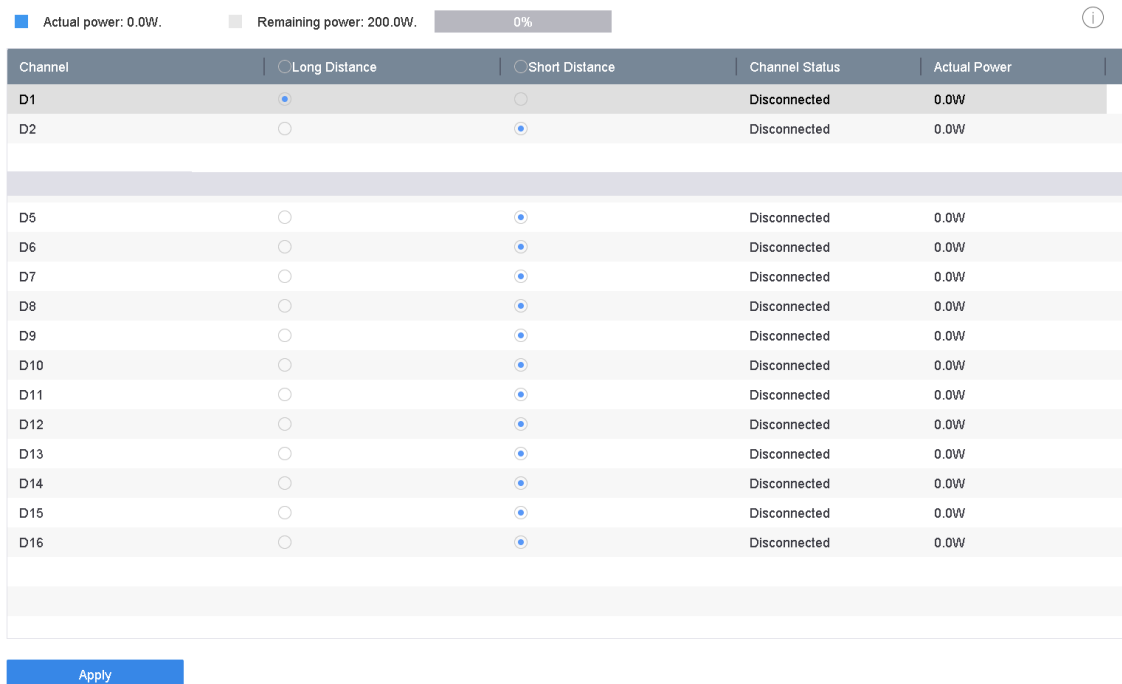 Actual power: 0.0W. Remaining power: 200.0W. 0%
Channel Long Distance Short Distance Channel Status Actual Power
D1 Disconnected 0.0W
D2 Disconnected 0.0W
D5 Disconnected 0.0W
D6 Disconnected 0.0W
D7 Disconnected 0.0W
D8 Disconnected 0.0W
D9 Disconnected 0.0W
D10 Disconnected 0.0W
D11 Disconnected 0.0W
D12 Disconnected 0.0W
D13 Disconnected 0.0W
D14 Disconnected 0.0W
D15 Disconnected 0.0W
D16 Disconnected 0.0W
Apply